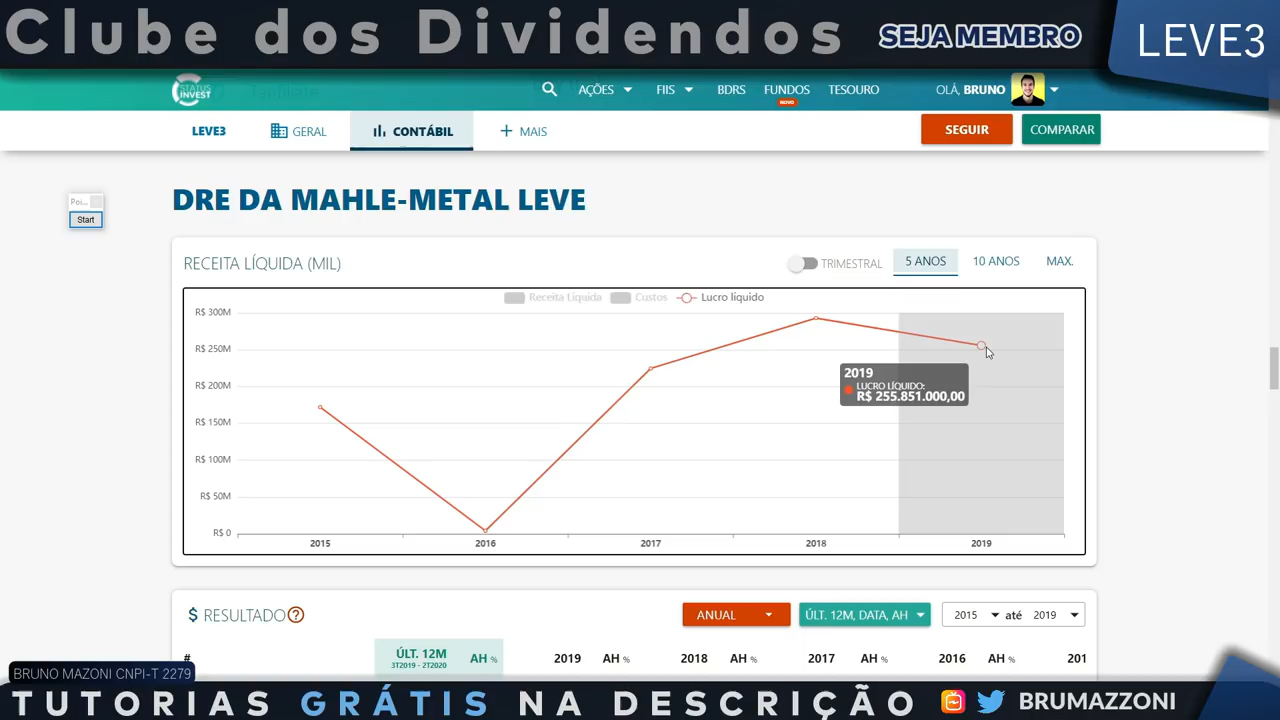 Clube dos Dividendos
SEJA MEMBRO
LEVE3
STATUS
INVEST
AÇÕES
FIIS
BDRS
FUNDOS
NOVO
TESOURO
OLÁ, BRUNO
LEVE3
GERAL
CONTÁBIL
+ MAIS
SEGUIR
COMPARAR
Poi...
Start
DRE DA MAHLE-METAL LEVE
RECEITA LÍQUIDA (MIL)
TRIMESTRAL
5 ANOS
10 ANOS
MAX.
Receita Líquida
Custos
Lucro líquido
R$ 300M
R$ 250M
R$ 200M
R$ 150M
R$ 100M
R$ 50M
R$ 0
2019
LUCRO LÍQUIDO:
R$ 255.851.000,00
2015
2016
2017
2018
2019
$ RESULTADO ?
ANUAL
ÚLT. 12M, DATA, AH
2015 até 2019
#
ÚLT. 12M AH %
3T2019 - 2T2020
2019 AH %
2018 AH %
2017 AH %
2016 AH %
201
BRUNO MAZONI CNPI-T 2279
TUTORIAS GRÁTIS NA DESCRIÇÃO
BRUMAZZONI